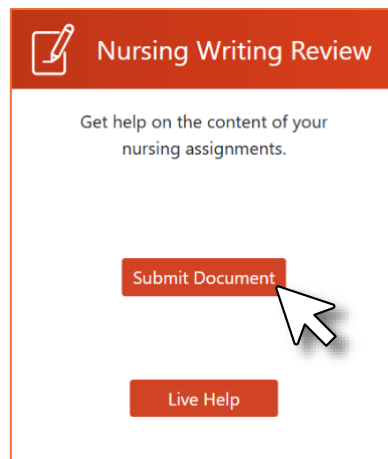 Nursing Writing Review
Get help on the content of your
nursing assignments.
Submit Document
Live Help